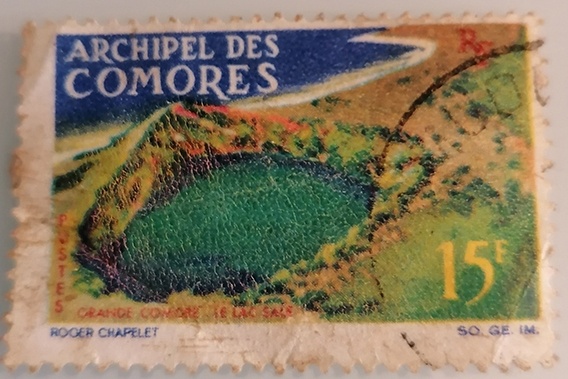 ARCHIPEL DES
COMORES
RF
15F
POSTES
GRANDE COMORE LE LAC SALÉ
ROGER CHAPELET
SO. GE. IM.